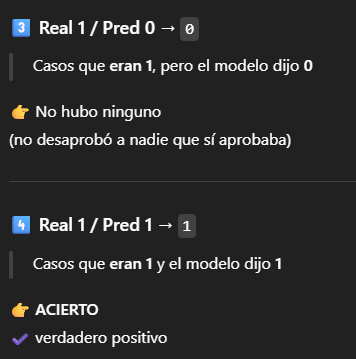 3️⃣ Real 1 / Pred 0 → 0
Casos que eran 1, pero el modelo dijo 0
👉 No hubo ninguno
(no desaprobó a nadie que sí aprobaba)
4️⃣ Real 1 / Pred 1 → 1
Casos que eran 1 y el modelo dijo 1
👉 ACIERTO
✔ verdadero positivo